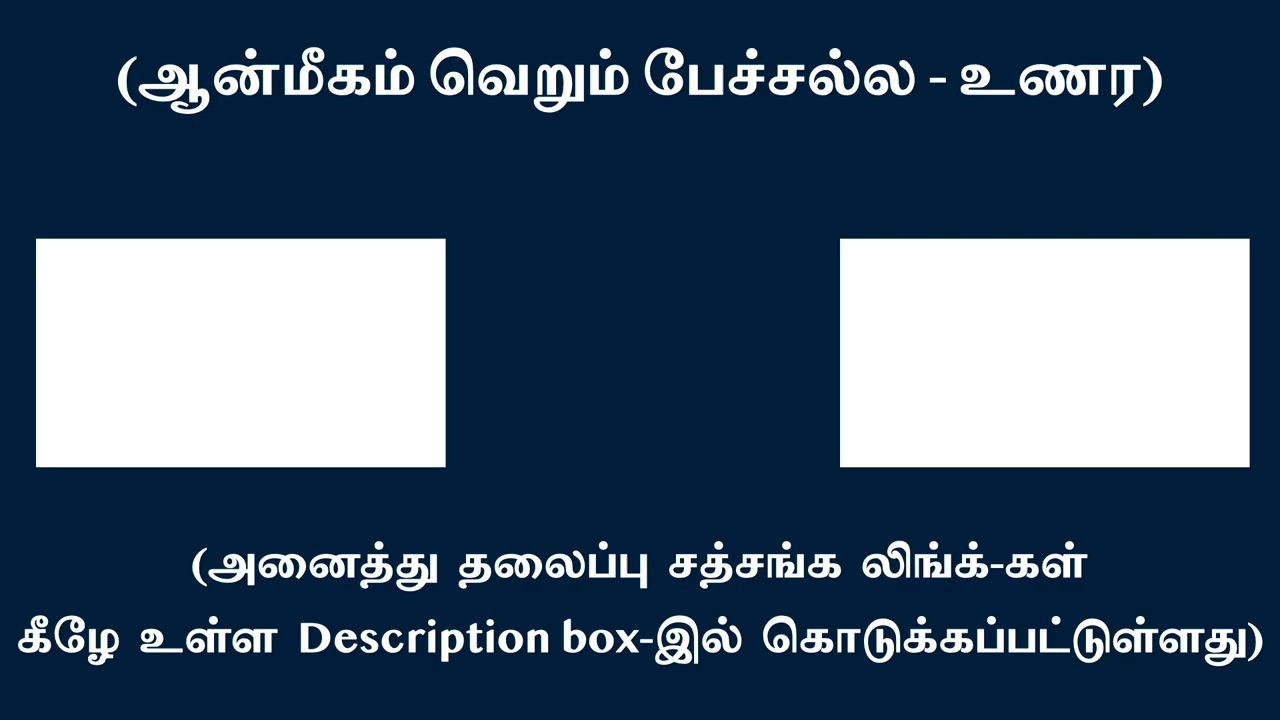 (ஆன்மீகம் வெறும் பேச்சல்ல - உணர)
(அனைத்து தலைப்பு சத்சங்க லிங்க்-கள்
கீழே உள்ள Description box-இல் கொடுக்கப்பட்டுள்ளது)